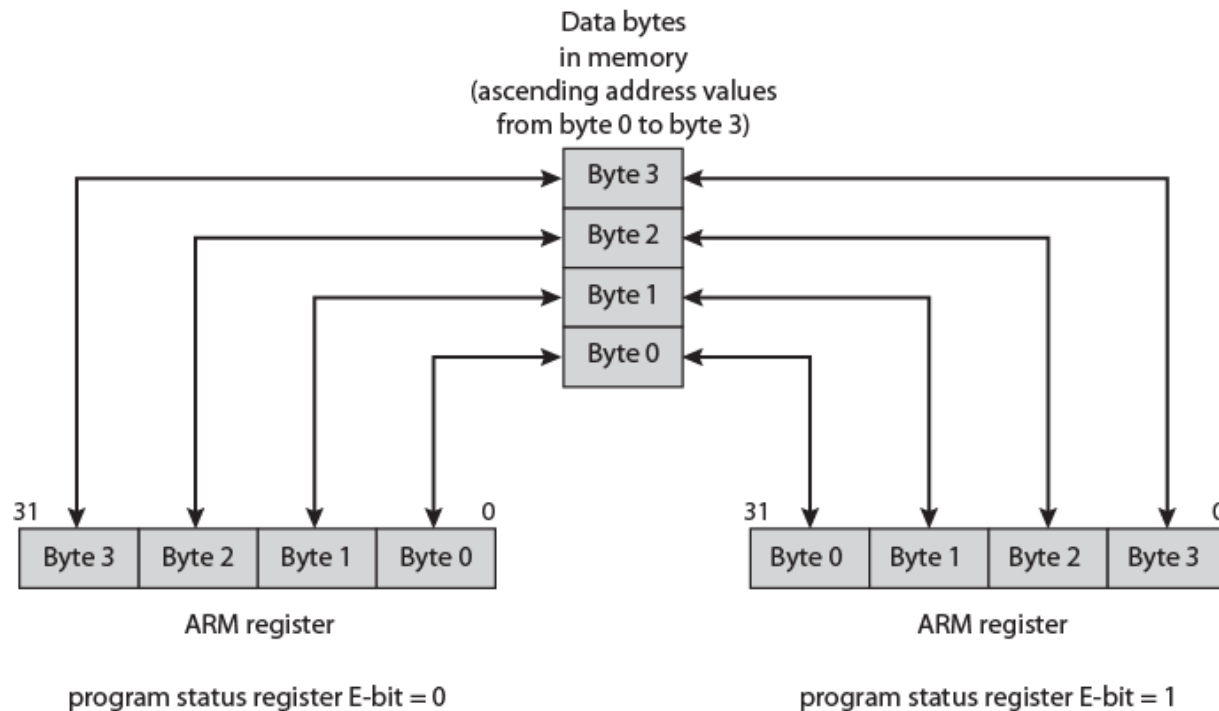 Data bytes
in memory
(ascending address values
from byte 0 to byte 3)
Byte 3
Byte 2
Byte 1
Byte 0
31 0
Byte 3 Byte 2 Byte 1 Byte 0
ARM register
program status register E-bit = 0
31 0
Byte 0 Byte 1 Byte 2 Byte 3
ARM register
program status register E-bit = 1